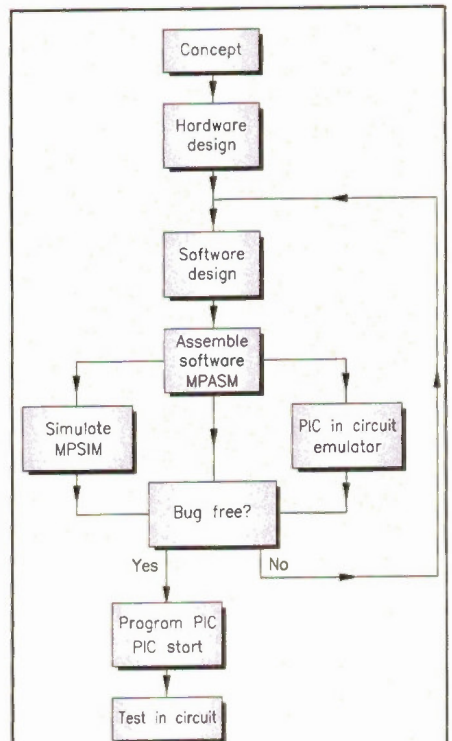 Concept
Hardware
design
Software
design
Assemble
software
MPASM
Simulate
MPSIM
PIC in circuit
emulator
Bug free?
Yes
No
Program PIC
PIC start
Test in circuit